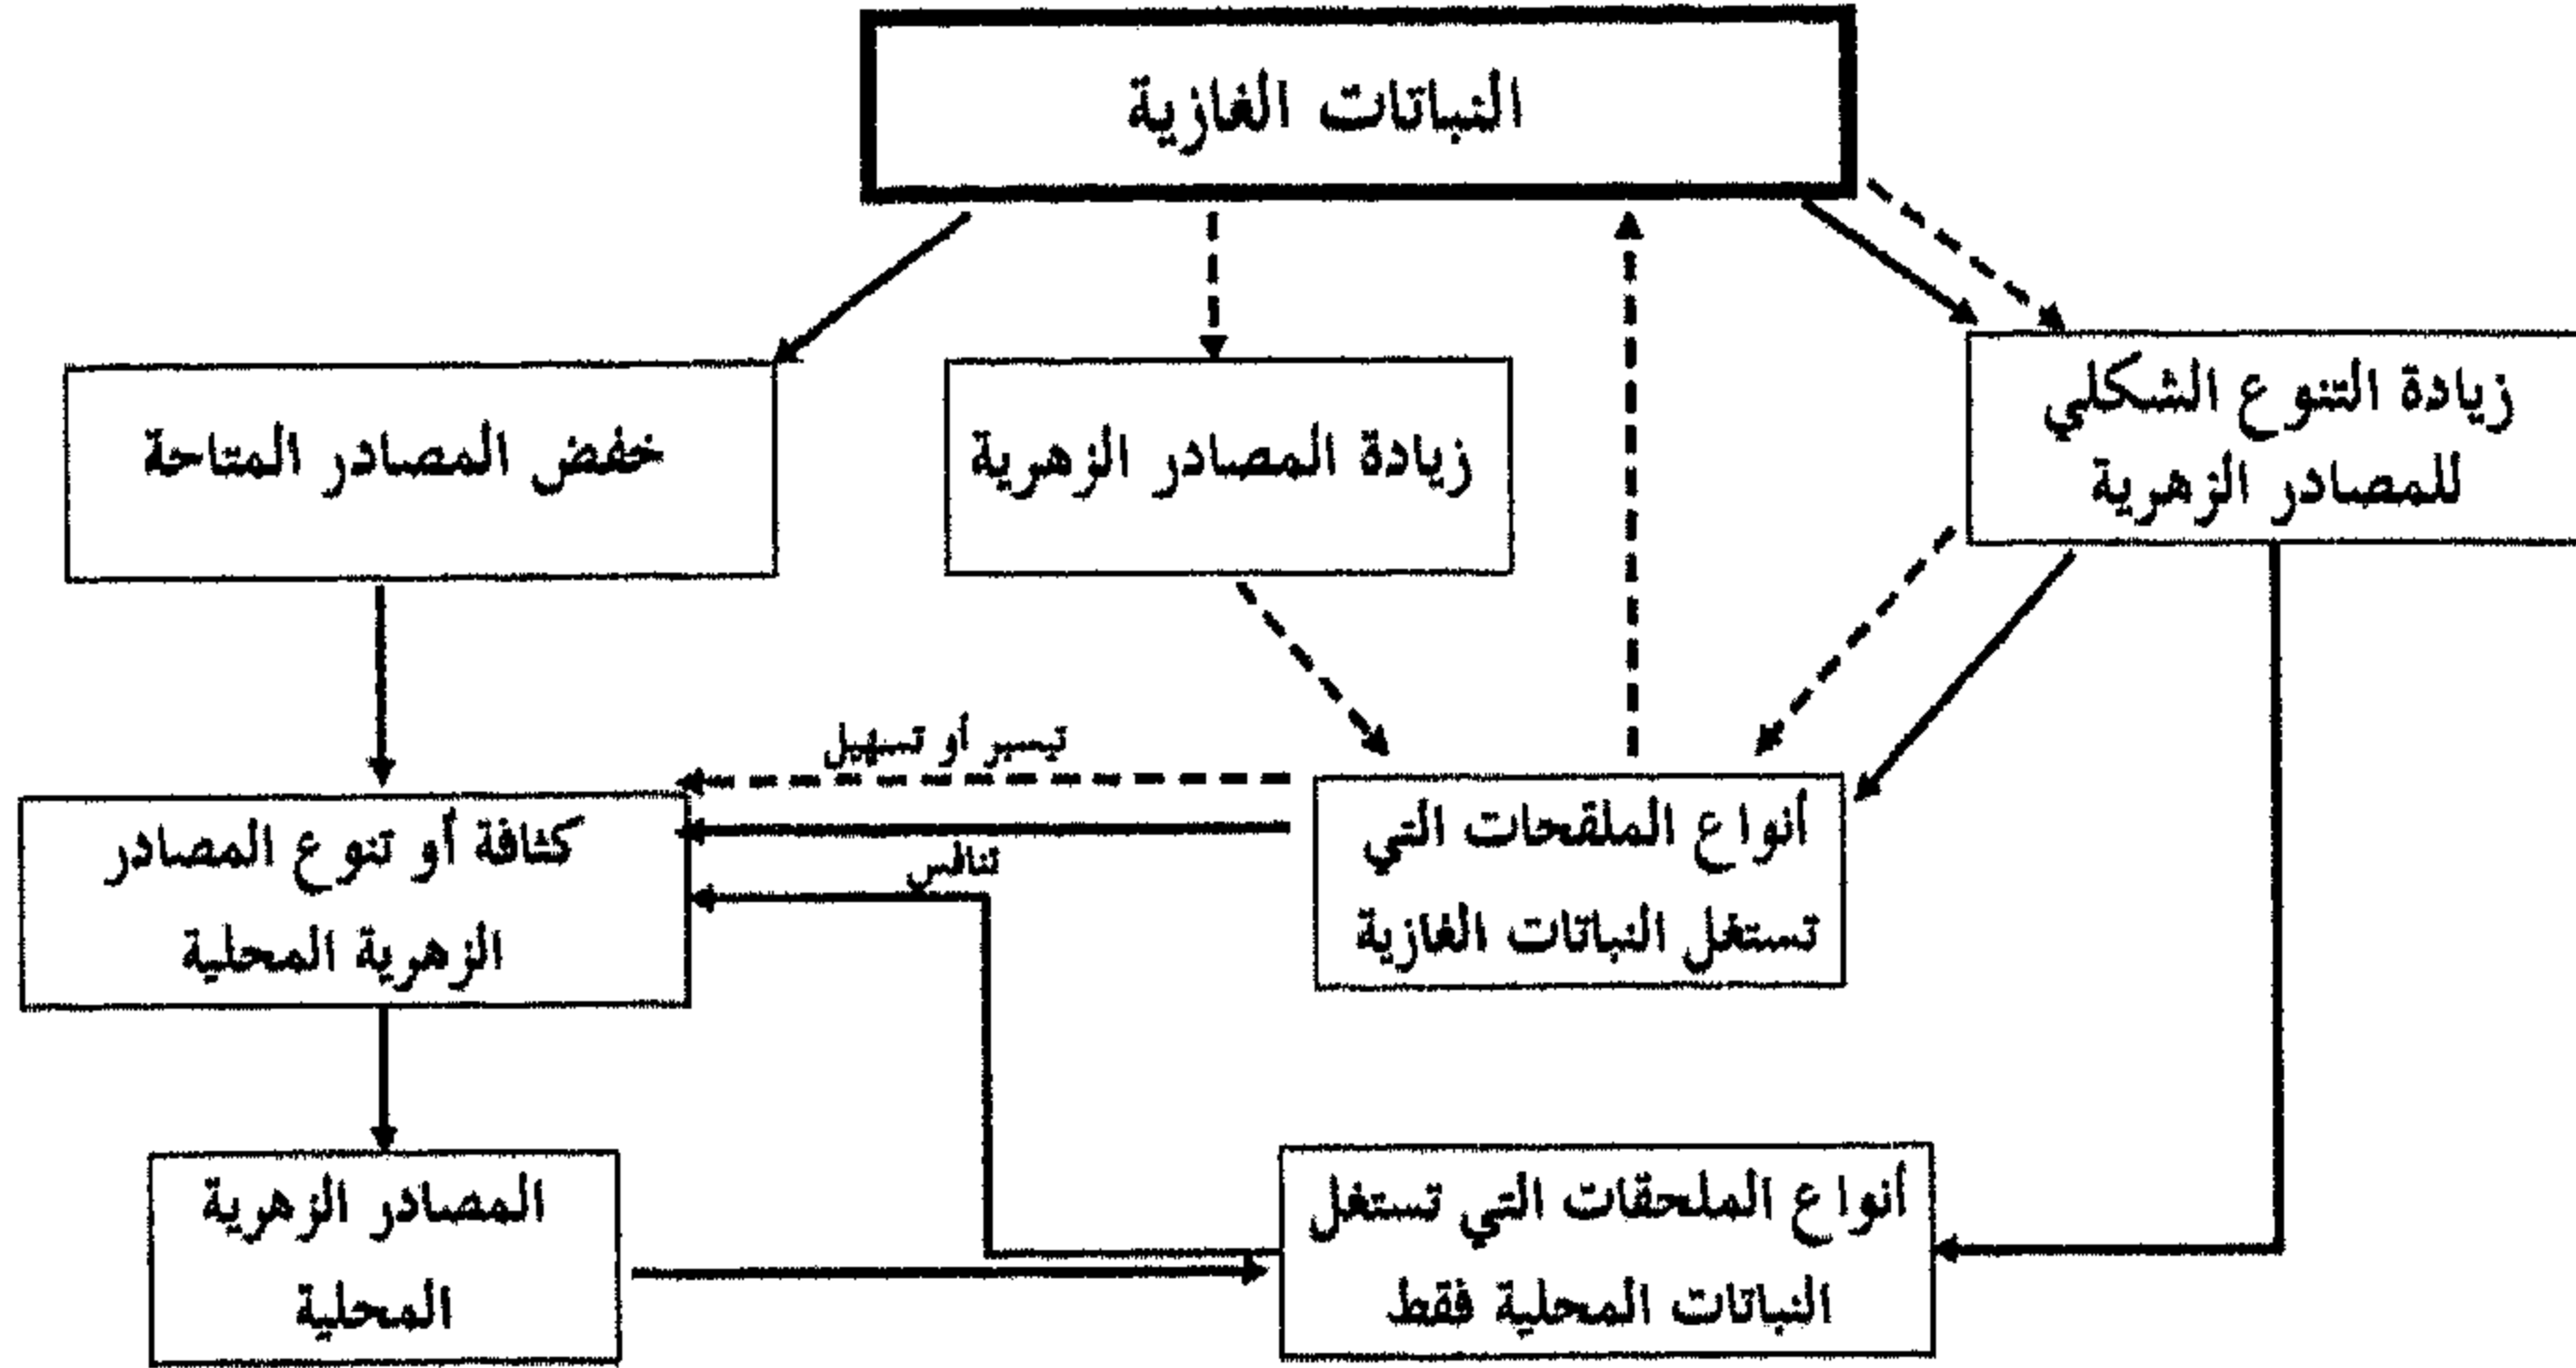 النباتات الغازية
زيادة التنوع الشكلي
للمصادر الزهرية
زيادة المصادر الزهرية
خفض المصادر المتاحة
تيسير أو تسهيل
أنواع الملقحات التي
تستغل النباتات الغازية
تنافس
كثافة أو تنوع المصادر
الزهرية المحلية
أنواع الملحقات التي تستغل
النباتات المحلية فقط
المصادر الزهرية
المحلية